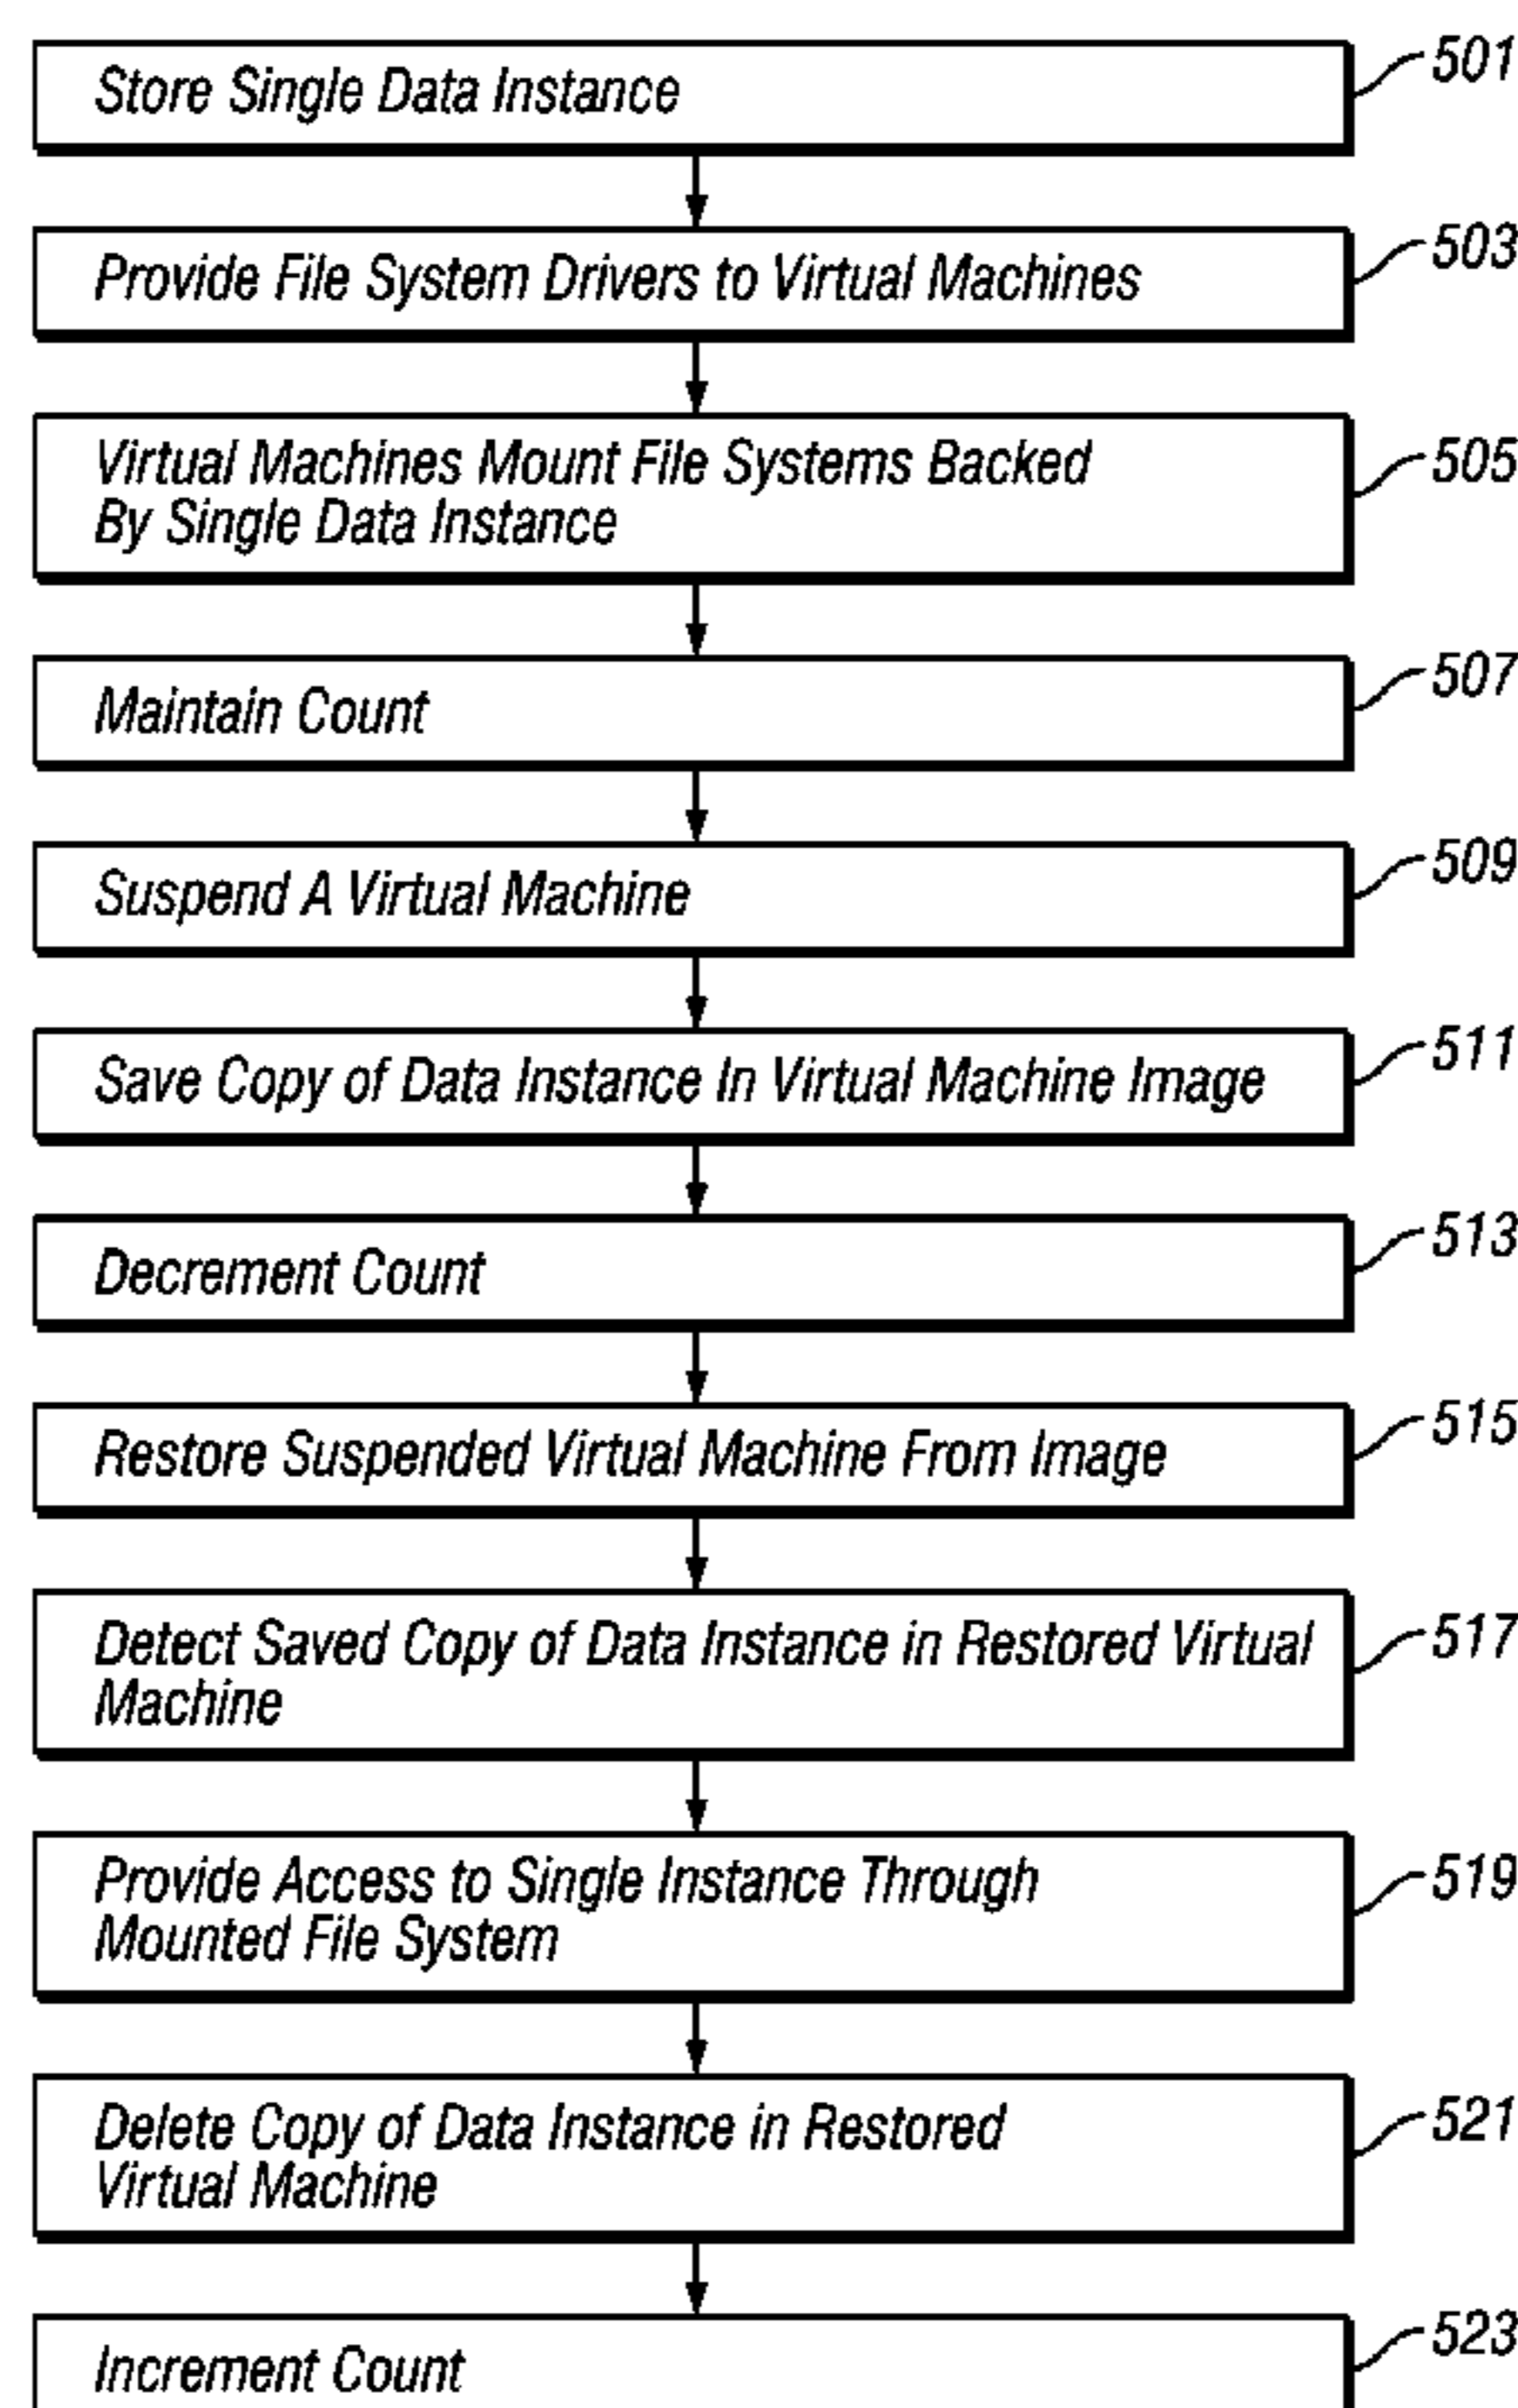 Store Single Data Instance
501
Provide File System Drivers to Virtual Machines
503
Virtual Machines Mount File Systems Backed
By Single Data Instance
505
Maintain Count
507
Suspend A Virtual Machine
509
Save Copy of Data Instance In Virtual Machine Image
511
Decrement Count
513
Restore Suspended Virtual Machine From Image
515
Detect Saved Copy of Data Instance in Restored Virtual
Machine
517
Provide Access to Single Instance Through
Mounted File System
519
Delete Copy of Data Instance in Restored
Virtual Machine
521
Increment Count
523